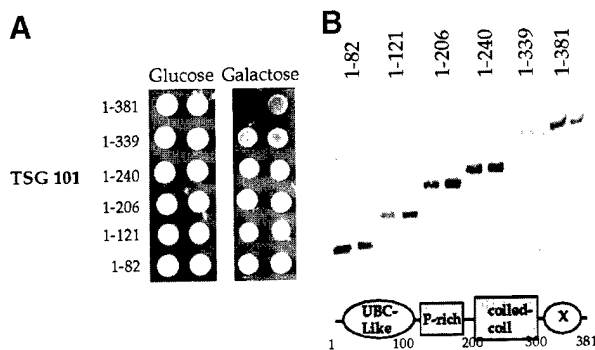 A
Glucose Galactose
1-381
1-339
TSG 101
1-240
1-206
1-121
1-82
B
1-82
1-121
1-206
1-240
1-339
1-381
UBC-
Like
P-rich
coiled-
coil
X
1 100 200 300 381